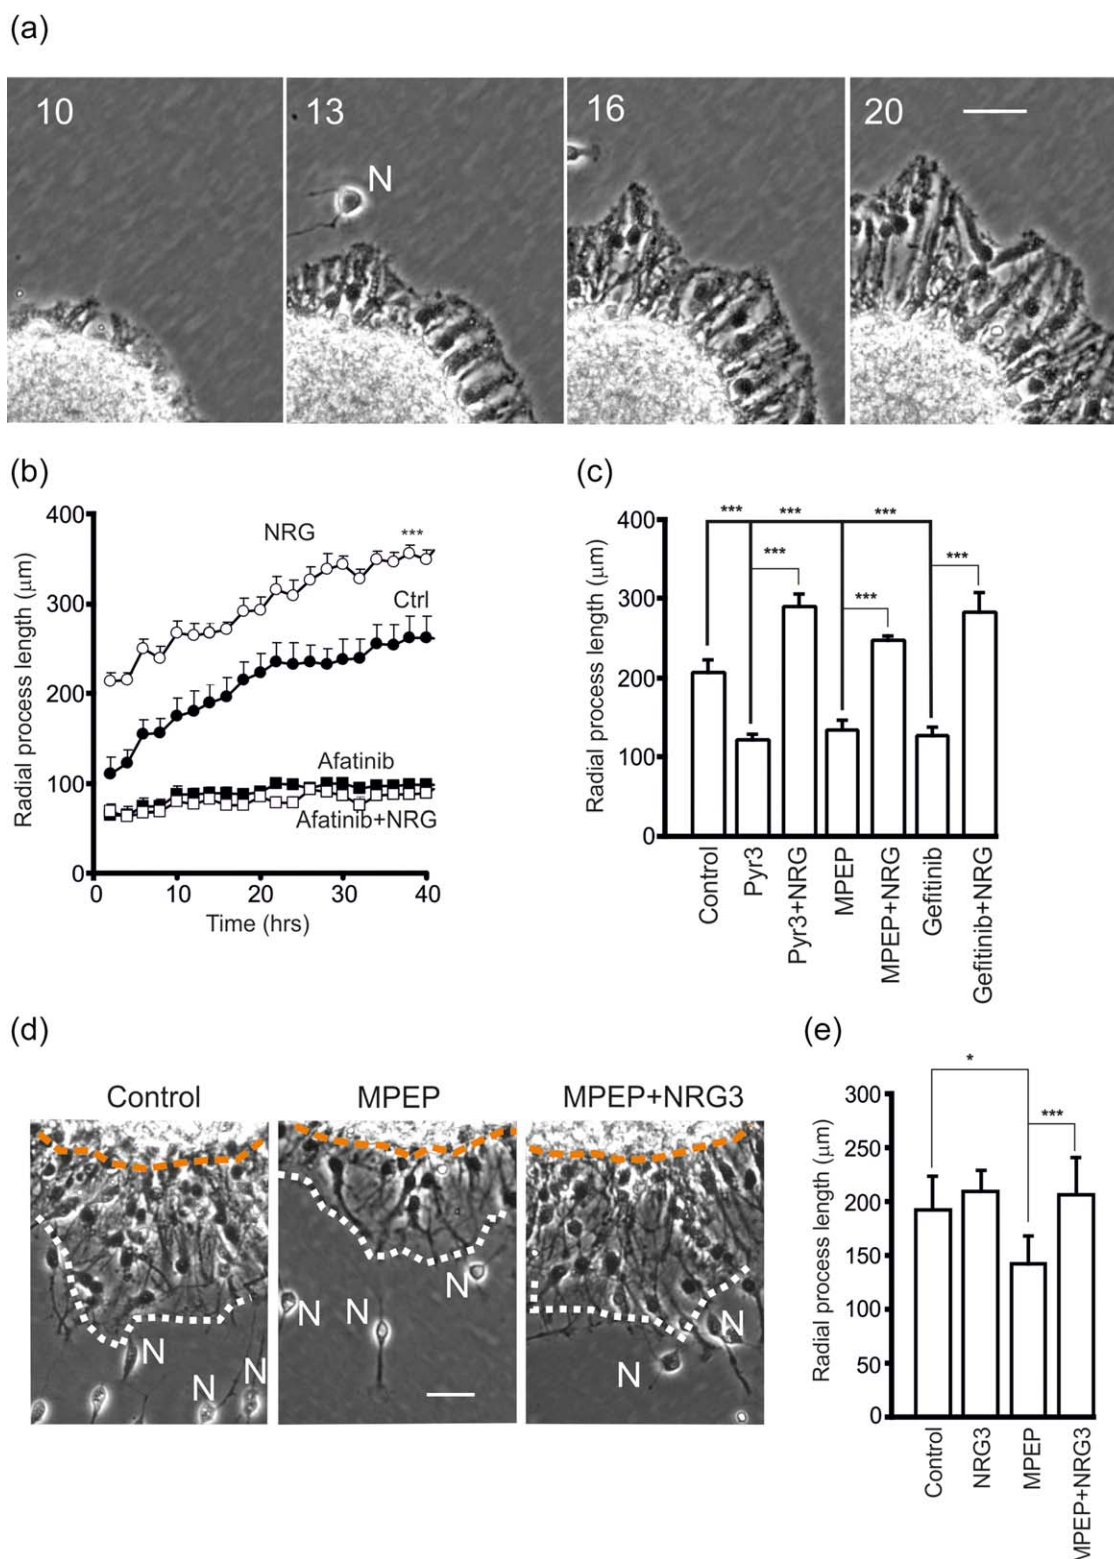 (a)
10
13
16
20
N
(b)
400
300
200
100
0
0
10
20
30
40
Radial process length (μm)
Time (hrs)
NRG
***
Ctrl
Afatinib
Afatinib+NRG
(c)
400
300
200
100
0
Radial process length (μm)
***
***
***
***
***
***
Control
Pyr3
Pyr3+NRG
MPEP
MPEP+NRG
Gefitinib
Gefitinib+NRG
(d)
Control
MPEP
MPEP+NRG3
N
N
N
N
N
N
N
N
(e)
300
250
200
150
100
50
0
Radial process length (μm)
*
***
Control
NRG3
MPEP
MPEP+NRG3